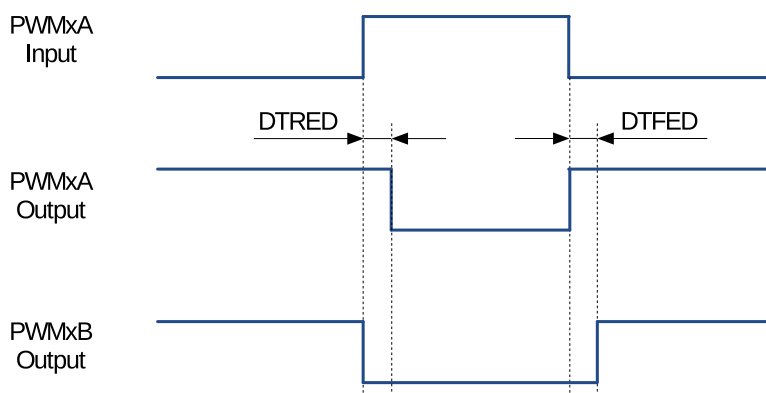 PWMxA
Input
DTRED
DTFED
PWMxA
Output
PWMxB
Output